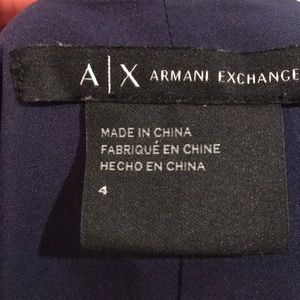 A|X ARMANI EXCHANGE
MADE IN CHINA
FABRIQUÉ EN CHINE
HECHO EN CHINA
4